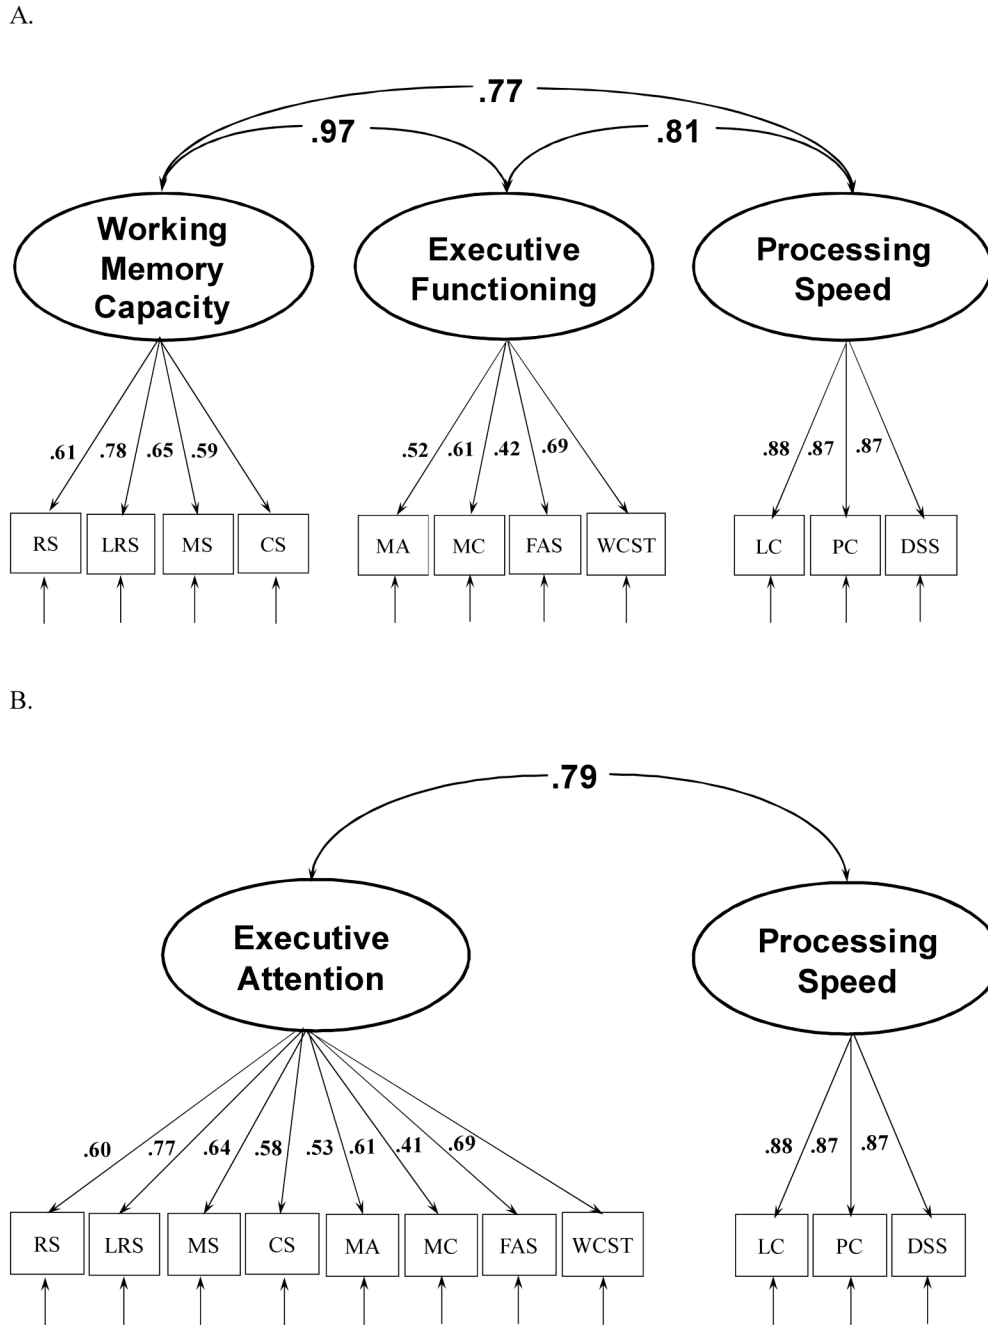 A.
.77
.97 .81
Working
Memory
Capacity
Executive
Functioning
Processing
Speed
.61 .78 .65 .59 .52 .61 .42 .69 .88 .87 .87
RS LRS MS CS MA MC FAS WCST LC PC DSS
B.
.79
Executive
Attention
Processing
Speed
.60 .77 .64 .58 .53 .61 .41 .69 .88 .87 .87
RS LRS MS CS MA MC FAS WCST LC PC DSS